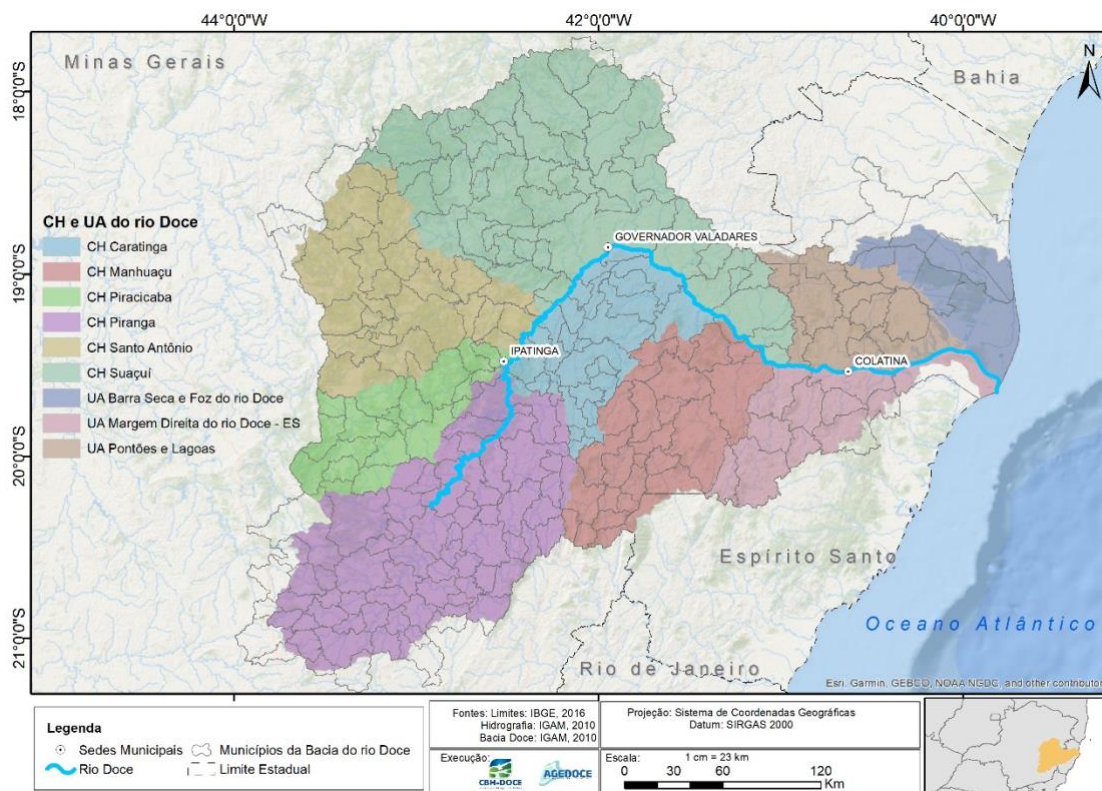 44°0'0"W 42°0'0"W 40°0'0"W
Minas Gerais
Bahia
N
18°0'0"S
19°0'0"S
20°0'0"S
21°0'0"S
CH e UA do rio Doce
CH Caratinga
CH Manhuaçu
CH Piracicaba
CH Piranga
CH Santo Antônio
CH Suaçuí
UA Barra Seca e Foz do rio Doce
UA Margem Direita do rio Doce - ES
UA Pontões e Lagoas
GOVERNADOR VALADARES
IPATINGA
COLATINA
Espírito Santo
Oceano Atlântico
Rio de Janeiro
Esri, Garmin, GEBCO, NOAA NGDC, and other contributor
Legenda
Sedes Municipais
Municípios da Bacia do rio Doce
Rio Doce
Limite Estadual
Fontes: Limites: IBGE, 2016
Hidrografia: IGAM, 2010
Bacia Doce: IGAM, 2010
Execução:
CBH-DOCE
AGEDOCE
Projeção: Sistema de Coordenadas Geográficas
Datum: SIRGAS 2000
Escala: 1 cm = 23 km
0 30 60 120
Km